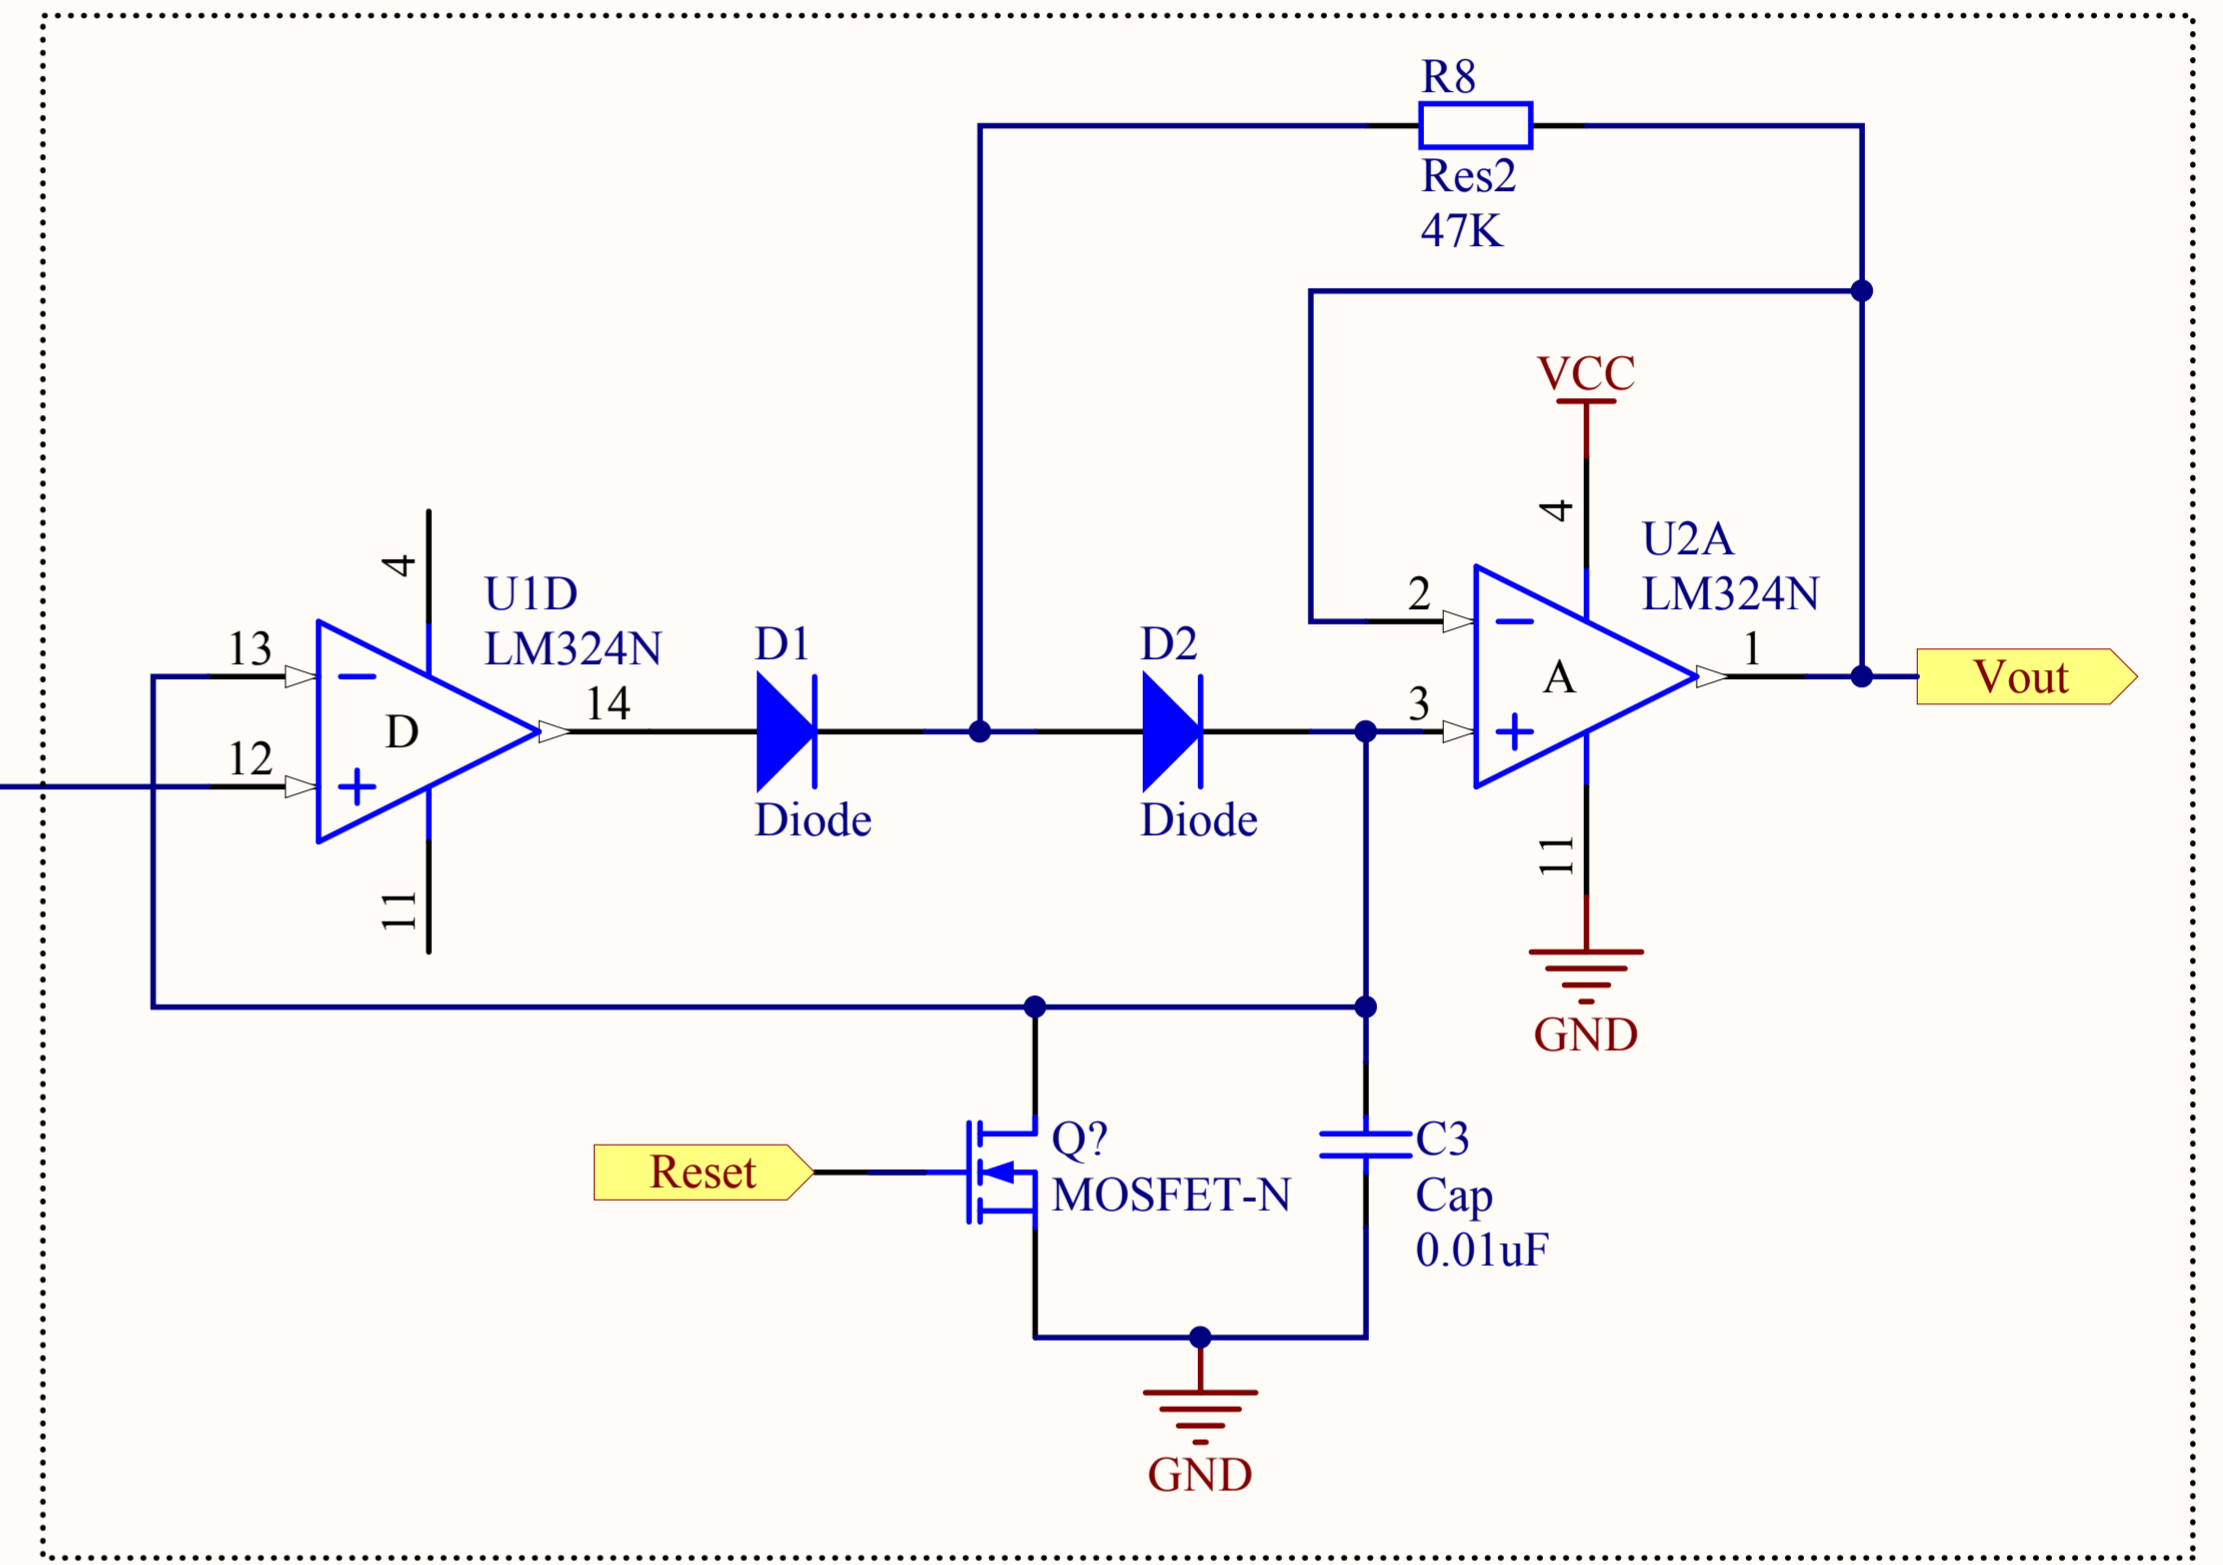 R8
Res2
47K
VCC
4
U2A
LM324N
2
1
A
Vout
3
11
GND
4
U1D
LM324N
13
D
14
12
11
D1
Diode
D2
Diode
Reset
Q?
MOSFET-N
C3
Cap
0.01uF
GND